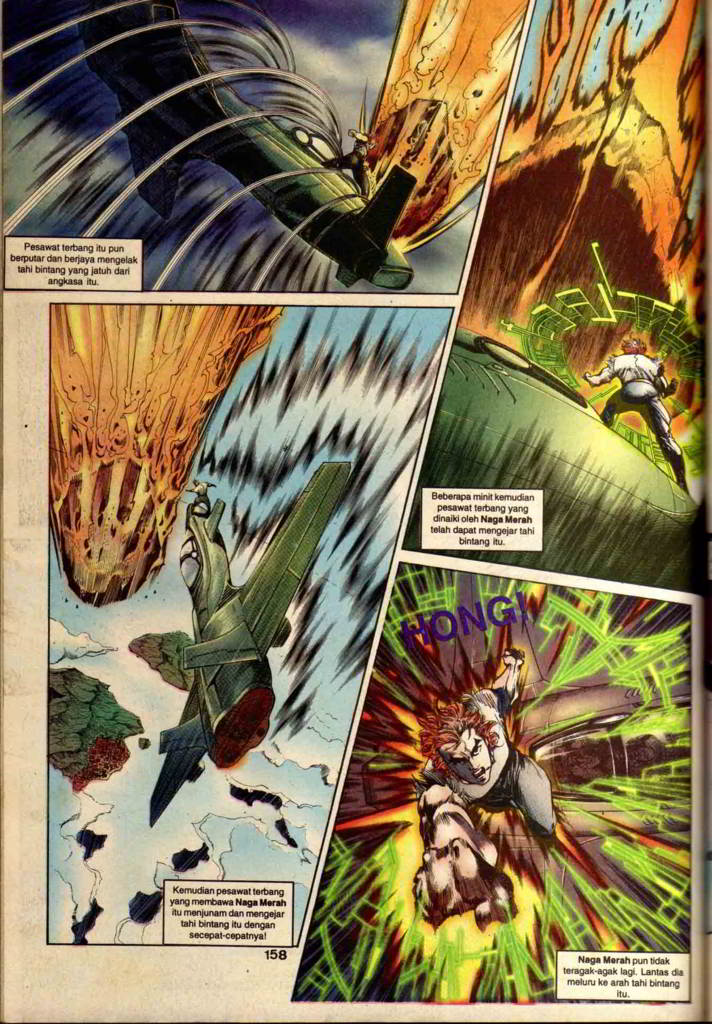 Pesawat terbang itu pun
berputar dan berjaya mengelak
tahi bintang yang jatuh dari
angkasa itu.
Beberapa minit kemudian
pesawat terbang yang
dinaiki oleh Naga Merah
telah dapat mengejar tahi
bintang itu.
Kemudian pesawat terbang
yang membawa Naga Merah
itu menjunam dan mengejar
tahi bintang itu dengan
secepat-cepatnya!
HONG!
Naga Merah pun tidak
teragak-agak lagi. Lantas dia
meluru ke arah tahi bintang
itu.
158